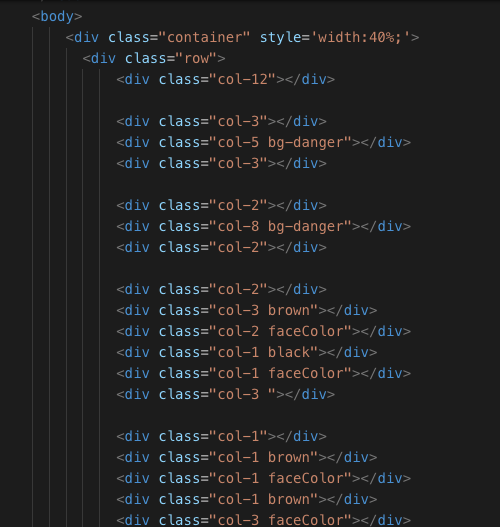 <body>
<div class="container" style='width:40%;'>
<div class="row">
<div class="col-12"></div>
<div class="col-3"></div>
<div class="col-5 bg-danger"></div>
<div class="col-3"></div>
<div class="col-2"></div>
<div class="col-8 bg-danger"></div>
<div class="col-2"></div>
<div class="col-2"></div>
<div class="col-3 brown"></div>
<div class="col-2 faceColor"></div>
<div class="col-1 black"></div>
<div class="col-1 faceColor"></div>
<div class="col-3 "></div>
<div class="col-1"></div>
<div class="col-1 brown"></div>
<div class="col-1 faceColor"></div>
<div class="col-1 brown"></div>
<div class="col-3 faceColor"></div>